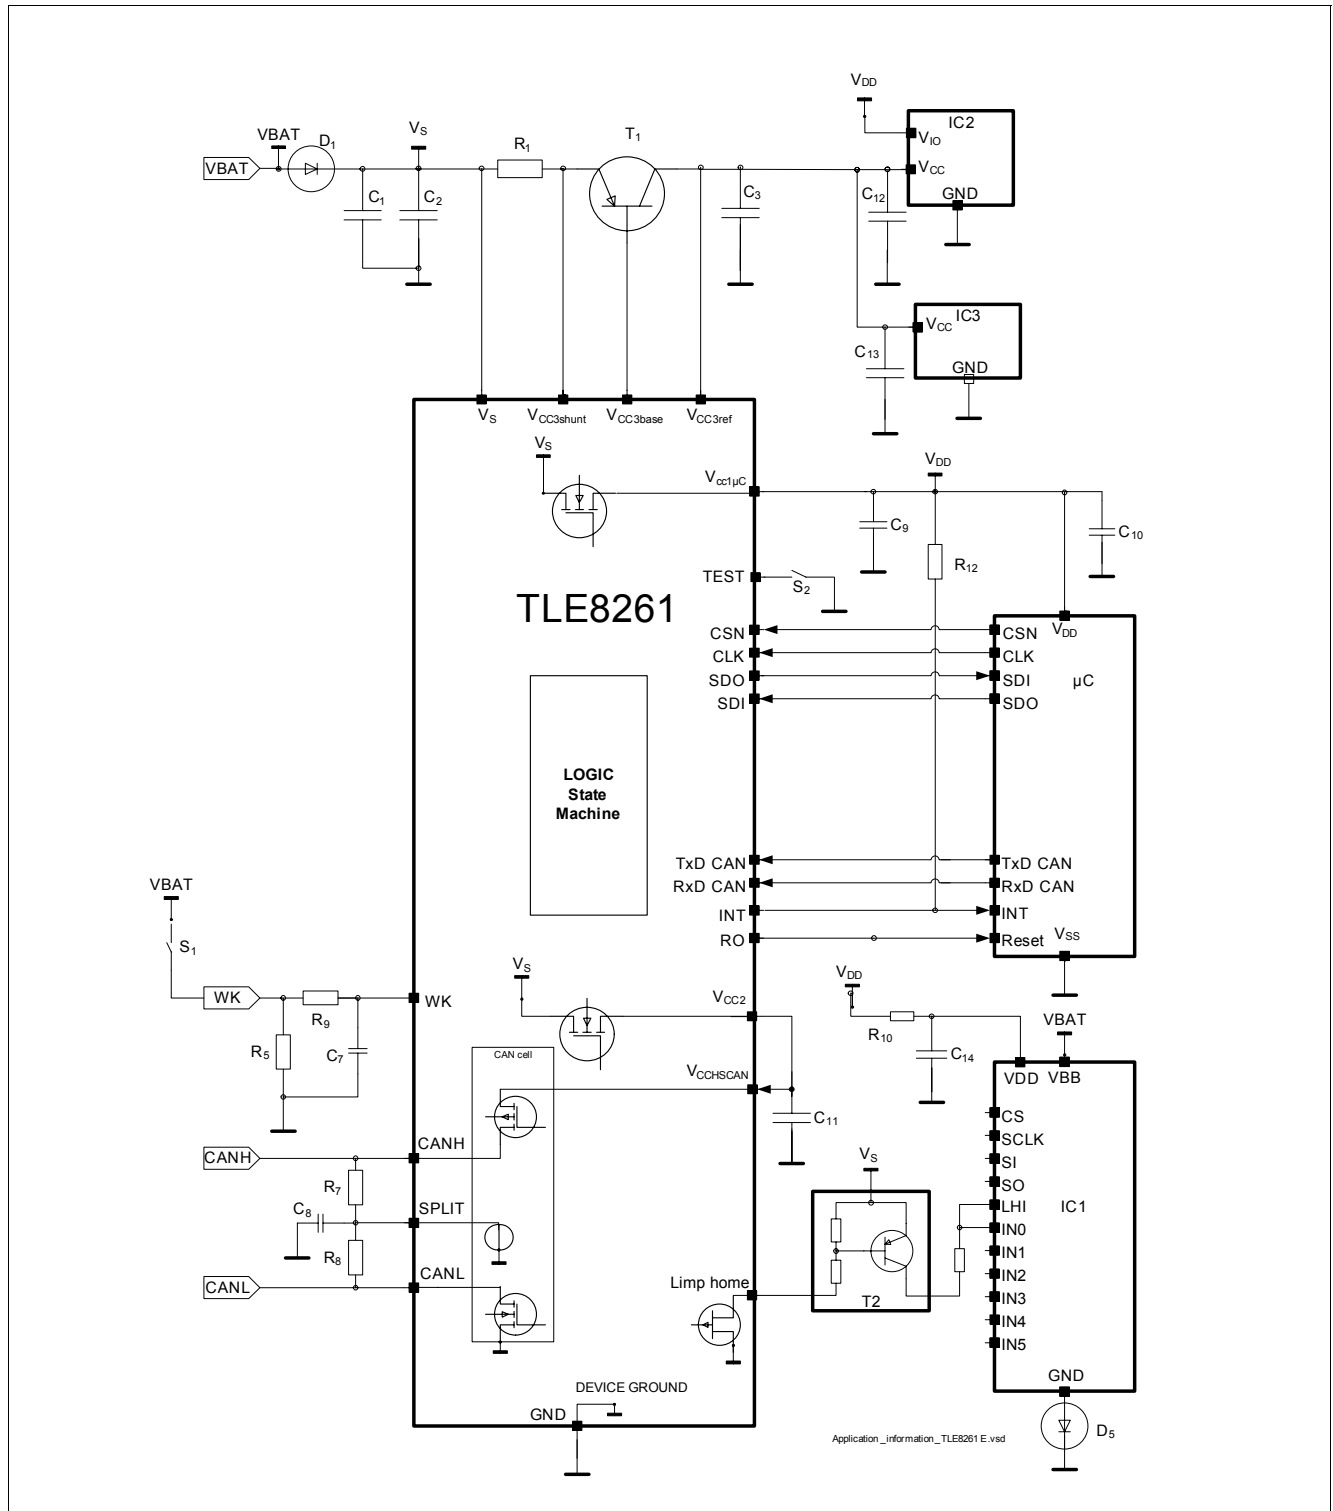 VDD
IC2
VIO
VCC
GND
VBAT
D1
VS
R1
T1
VBAT
C1
C2
C3
C12
IC3
VCC
GND
C13
VS
VCC3shunt
VCC3base
VCC3ref
VS
Vcc1µC
VDD
C9
R12
C10
TEST
S2
TLE8261
CSN
CLK
SDO
SDI
VDD
CSN
CLK
SDI
SDO
µC
LOGIC
State
Machine
TxD CAN
RxD CAN
INT
RO
TxD CAN
RxD CAN
INT
Reset
VSS
VBAT
S1
WK
R9
R5
C7
WK
VS
VCC2
CAN cell
VCCHSCAN
C11
VDD
R10
C14
VBAT
VDD VBB
CS
SCLK
SI
SO
LHI
IN0
IN1
IN2
IN3
IN4
IN5
IC1
GND
D5
CANH
CANH
R7
C8
SPLIT
R8
CANL
CANL
Limp home
VS
T2
DEVICE GROUND
GND
Application_information_TLE8261 E.vsd